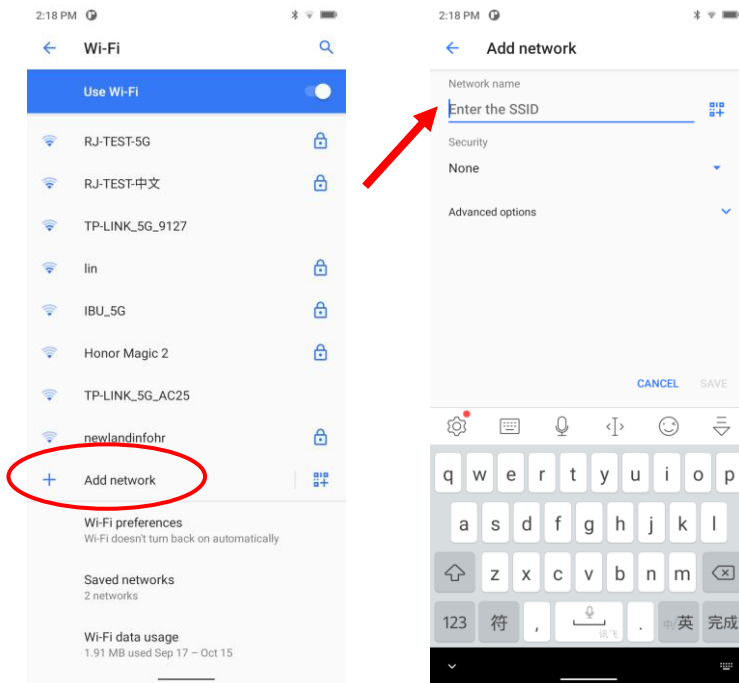 2:18 PM
Wi-Fi
Use Wi-Fi
RJ-TEST-5G
RJ-TEST-中文
TP-LINK_5G_9127
lin
IBU_5G
Honor Magic 2
TP-LINK_5G_AC25
newlandinfohr
Add network
Wi-Fi preferences
Wi-Fi doesn't turn back on automatically
Saved networks
2 networks
Wi-Fi data usage
1.91 MB used Sep 17 – Oct 15
2:18 PM
Add network
Network name
Enter the SSID
Security
None
Advanced options
CANCEL SAVE
q w e r t y u i o p
a s d f g h j k l
z x c v b n m
123 符 , 讯飞 . 中/英 完成